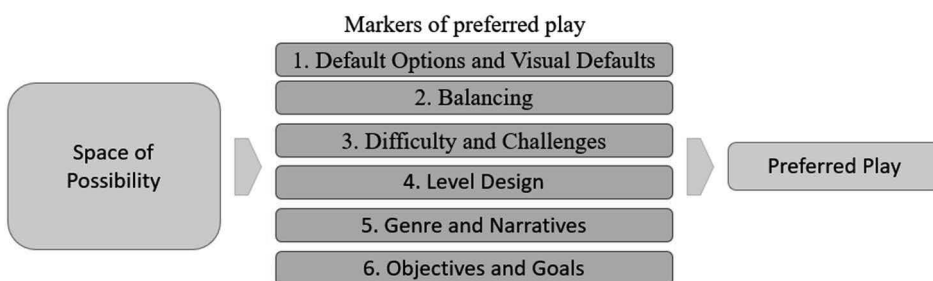 Markers of preferred play
1. Default Options and Visual Defaults
2. Balancing
3. Difficulty and Challenges
4. Level Design
5. Genre and Narratives
6. Objectives and Goals
Space of
Possibility
Preferred Play